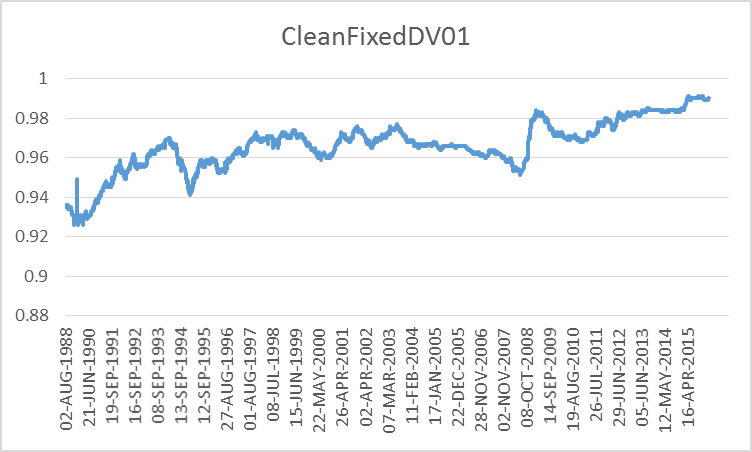 CleanFixedDV01
1
0.98
0.96
0.94
0.92
0.9
0.88
02-AUG-1988
21-JUN-1990
19-SEP-1991
16-SEP-1992
08-SEP-1993
13-SEP-1994
12-SEP-1995
27-AUG-1996
01-AUG-1997
08-JUL-1998
15-JUN-1999
22-MAY-2000
26-APR-2001
02-APR-2002
07-MAR-2003
11-FEB-2004
17-JAN-2005
22-DEC-2005
28-NOV-2006
02-NOV-2007
08-OCT-2008
14-SEP-2009
19-AUG-2010
26-JUL-2011
29-JUN-2012
05-JUN-2013
12-MAY-2014
16-APR-2015